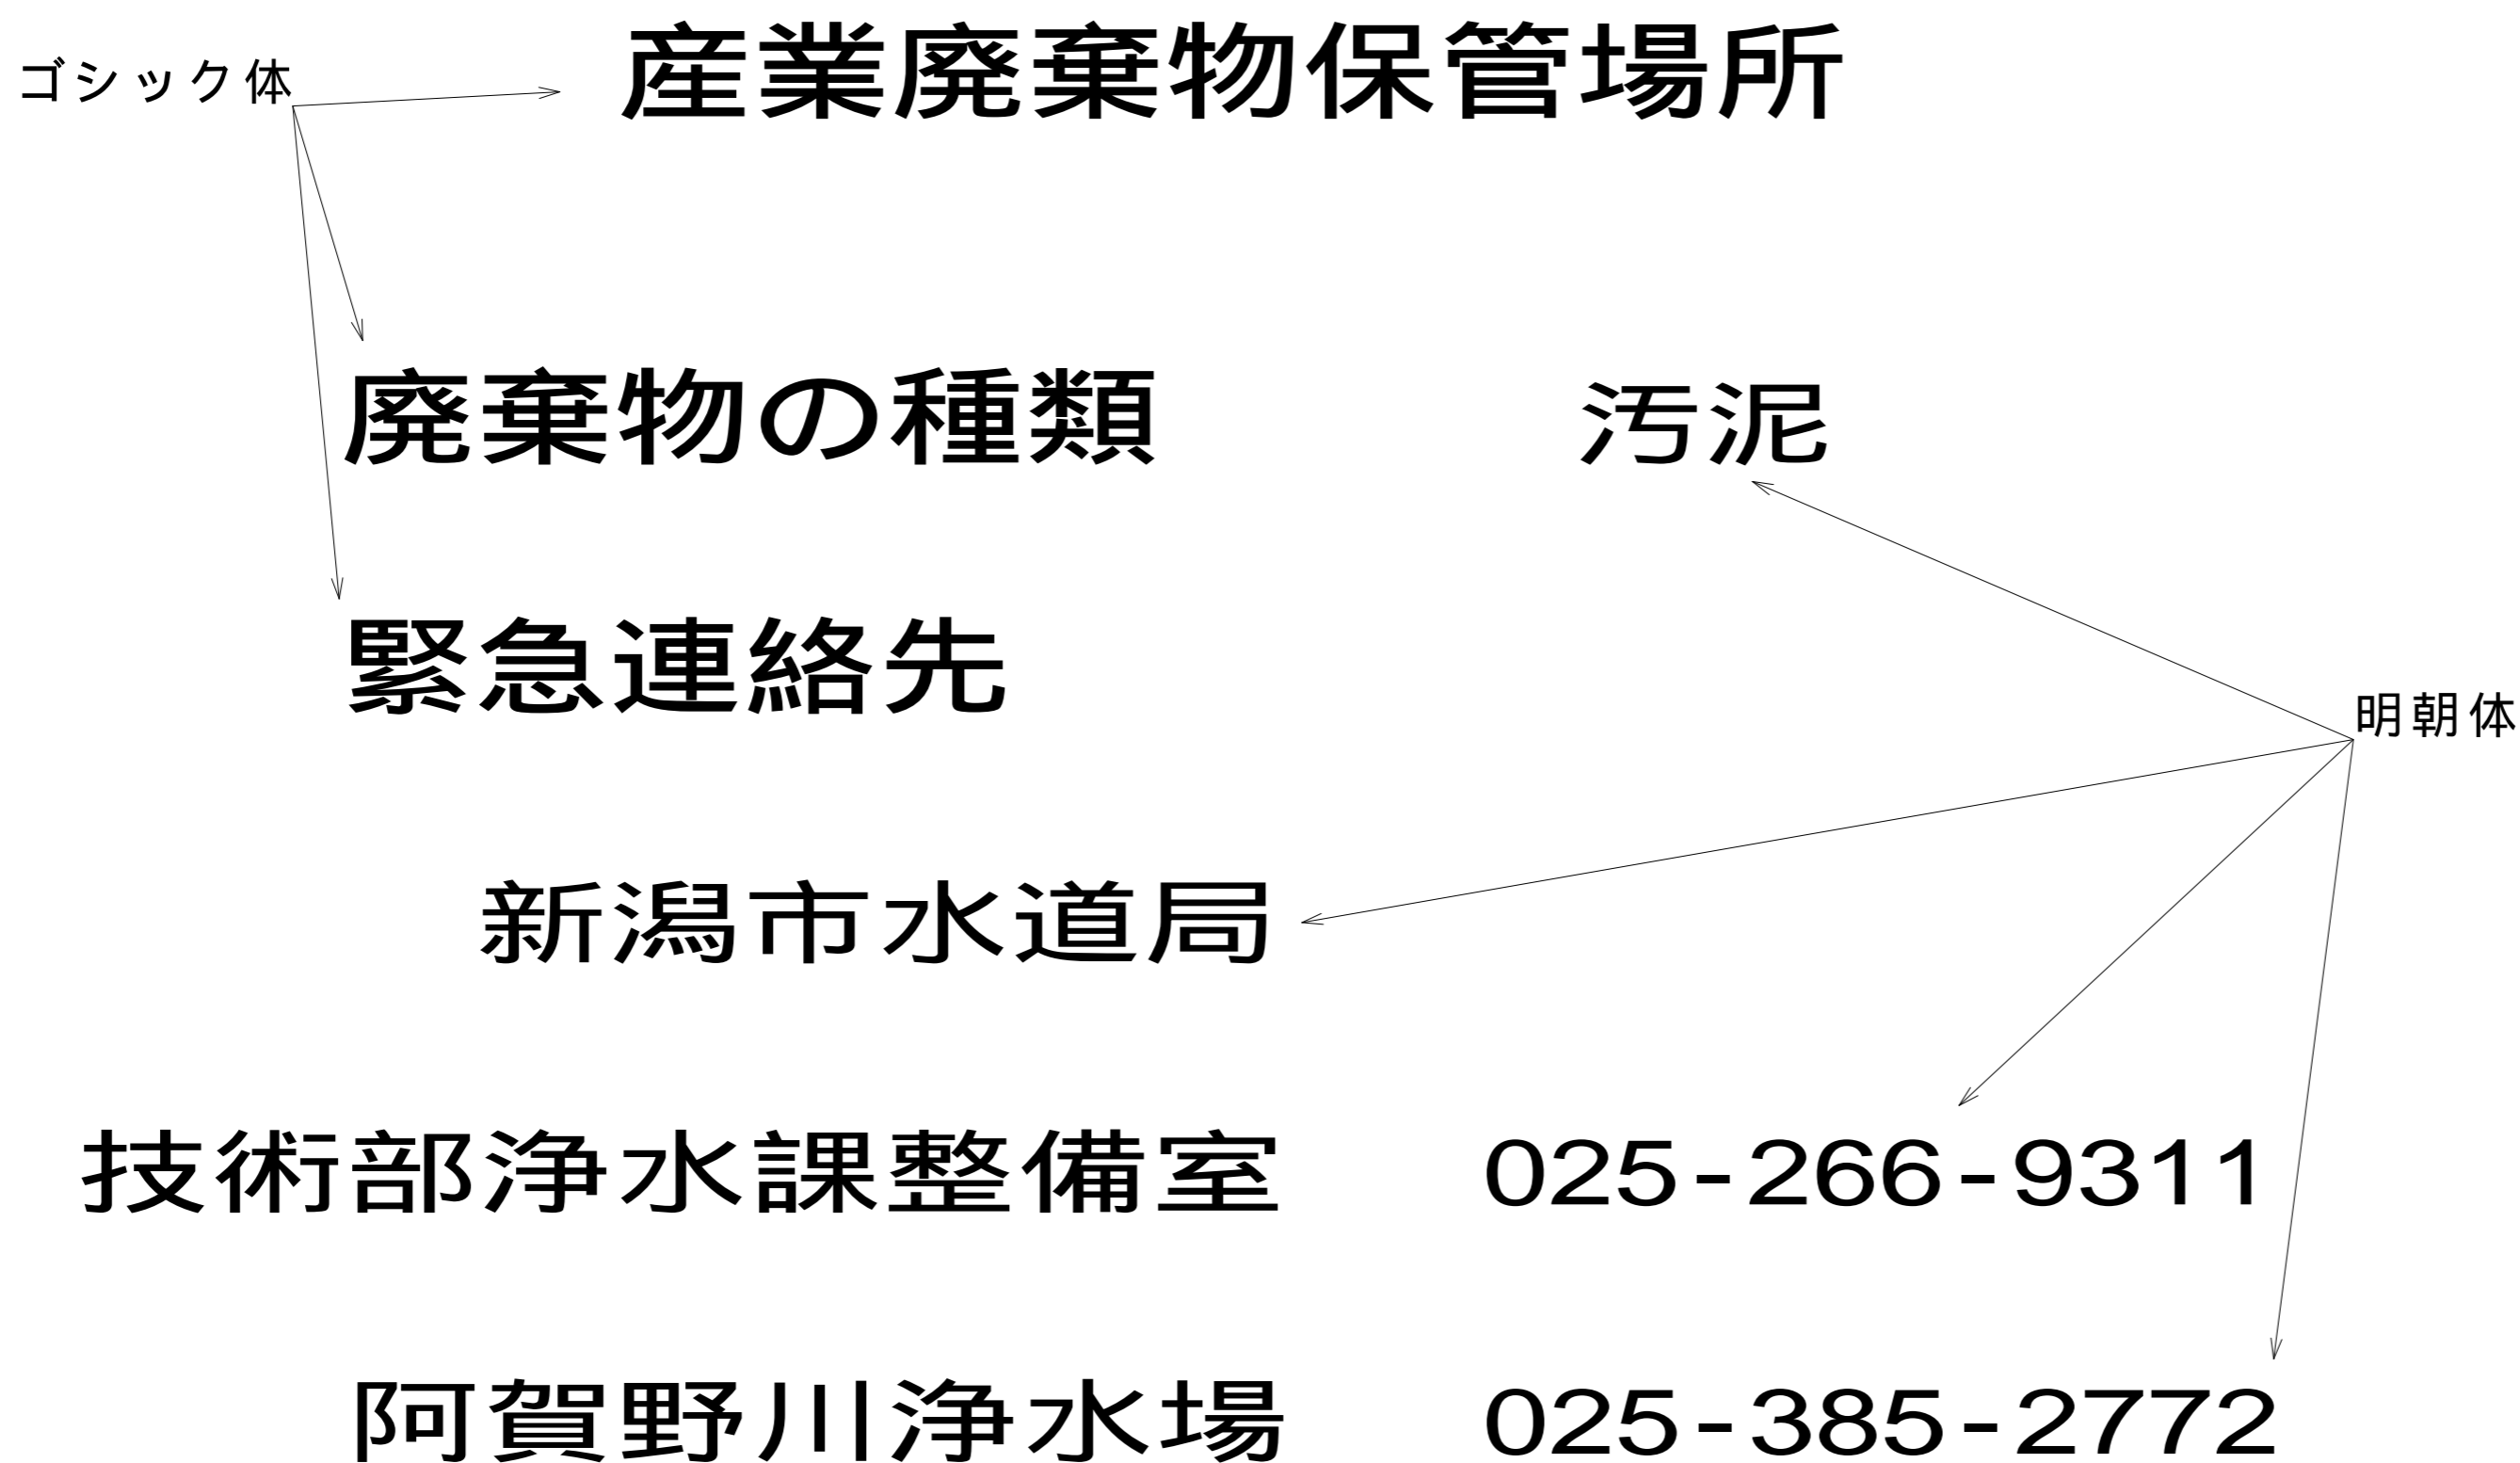 ゴシック体
産業廃棄物保管場所
廃棄物の種類 汚泥
緊急連絡先
明朝体
新潟市水道局
技術部浄水課整備室 025-266-9311
阿賀野川浄水場 025-385-2772